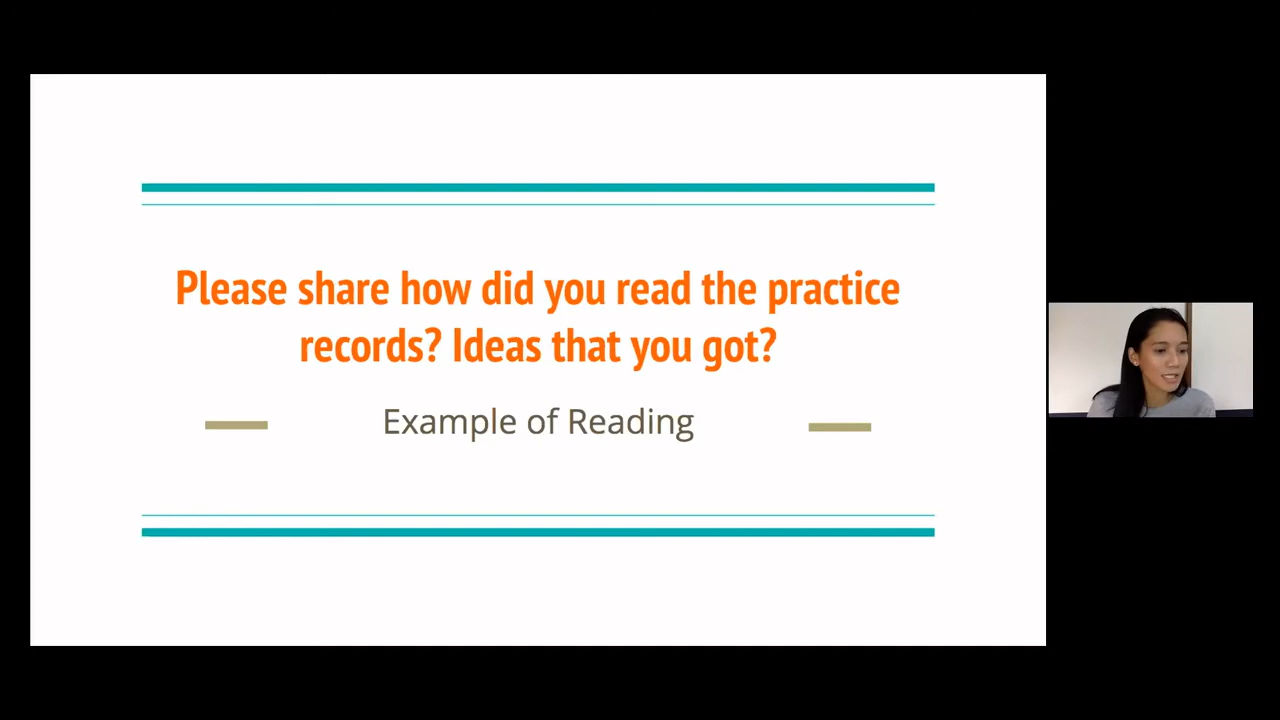 Please share how did you read the practice
records? Ideas that you got?
Example of Reading